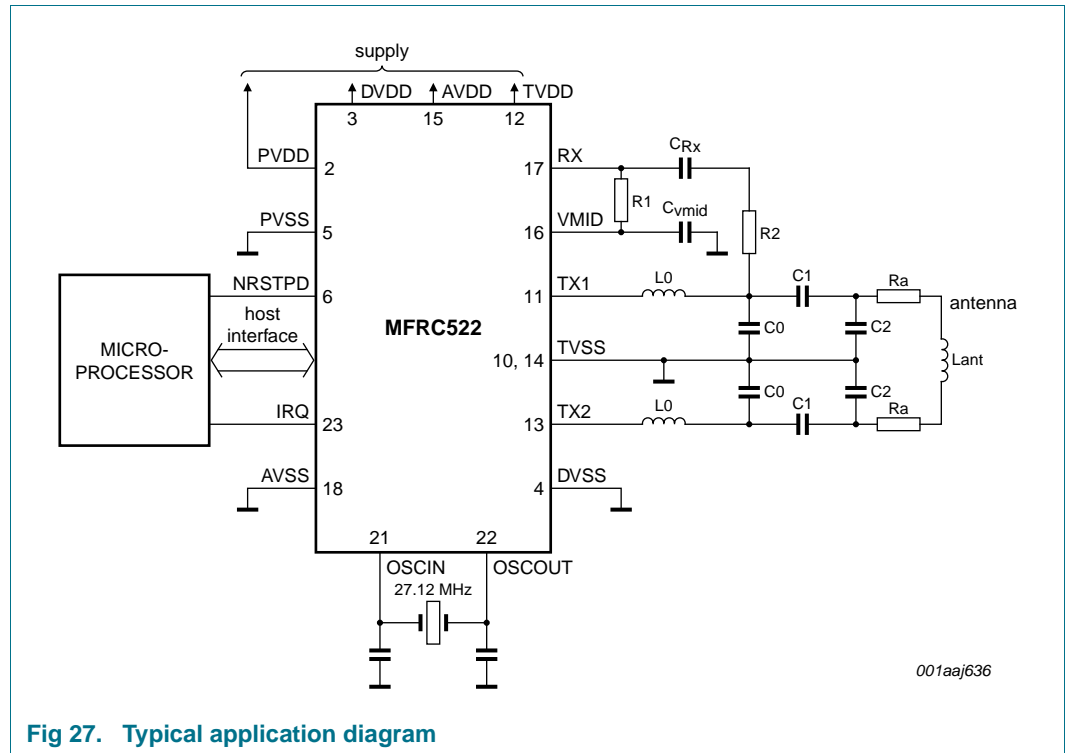 supply
DVDD AVDD TVDD
3 15 12
PVDD 2
17 RX
CRx
R1
PVSS 5
16 VMID
Cvmid
R2
NRSTPD 6
11 TX1
L0
C1
Ra
antenna
host
interface
MFRC522
C0
C2
MICRO-
PROCESSOR
10, 14 TVSS
Lant
C0
C2
IRQ 23
13 TX2
L0
C1
Ra
AVSS 18
4 DVSS
21 22
OSCIN OSCOUT
27.12 MHz
001aaj636
Fig 27. Typical application diagram